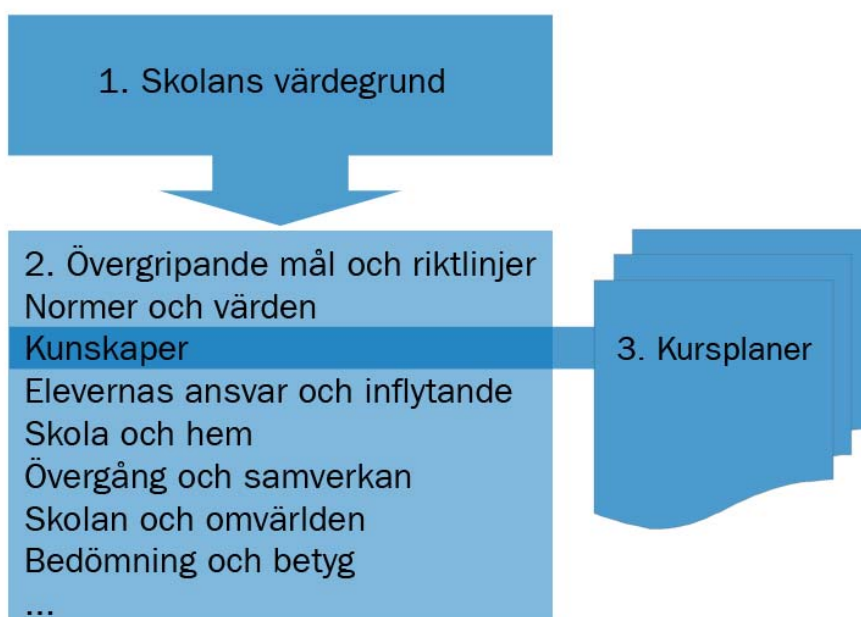 1. Skolans värdegrund
2. Övergripande mål och riktlinjer
Normer och värden
Kunskaper
Elevernas ansvar och inflytande
Skola och hem
Övergång och samverkan
Skolan och omvärlden
Bedömning och betyg
...
3. Kursplaner